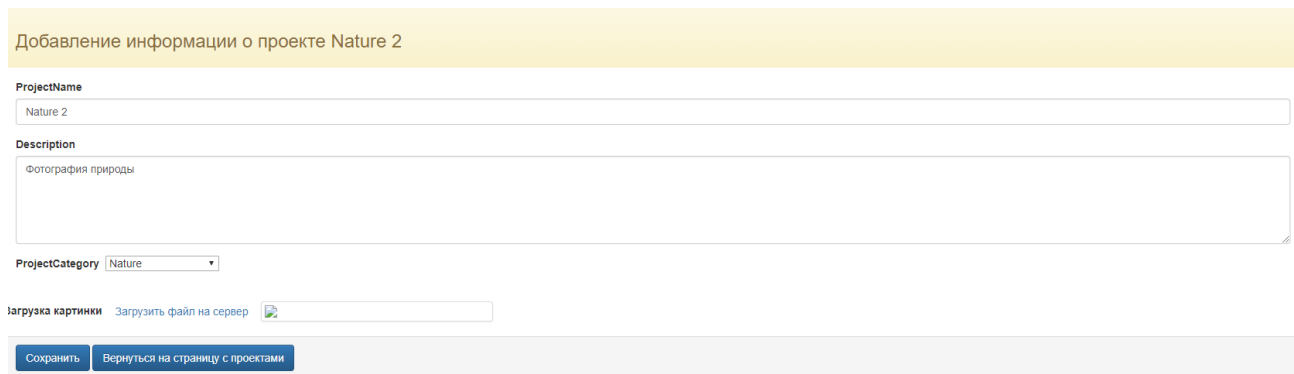 Добавление информации о проекте Nature 2
ProjectName
Nature 2
Description
Фотография природы
ProjectCategory Nature
Загрузка картинки Загрузить файл на сервер
Сохранить Вернуться на страницу с проектами